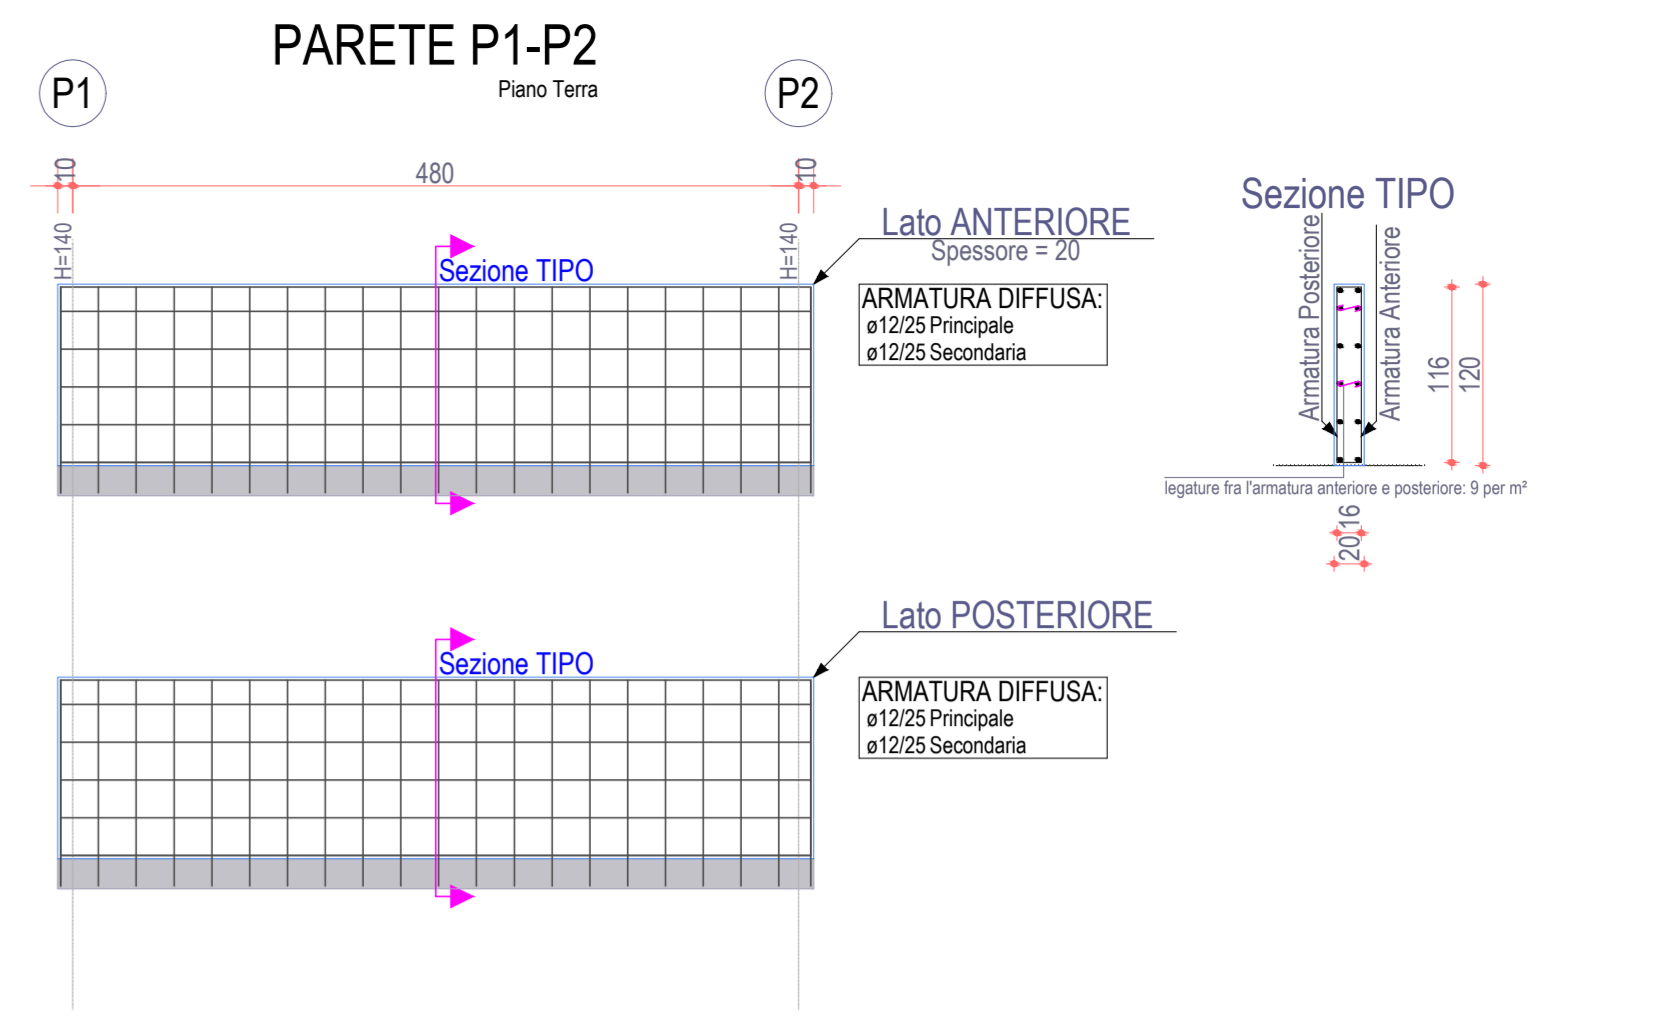 PARETE P1-P2
Piano Terra
P1
P2
10
480
10
H=140
H=140
Lato ANTERIORE
Spessore = 20
Sezione TIPO
ARMATURA DIFFUSA:
ø12/25 Principale
ø12/25 Secondaria
Sezione TIPO
Armatura Posteriore
Armatura Anteriore
116
120
legature fra l'armatura anteriore e posteriore: 9 per m²
16
20
Lato POSTERIORE
Sezione TIPO
ARMATURA DIFFUSA:
ø12/25 Principale
ø12/25 Secondaria